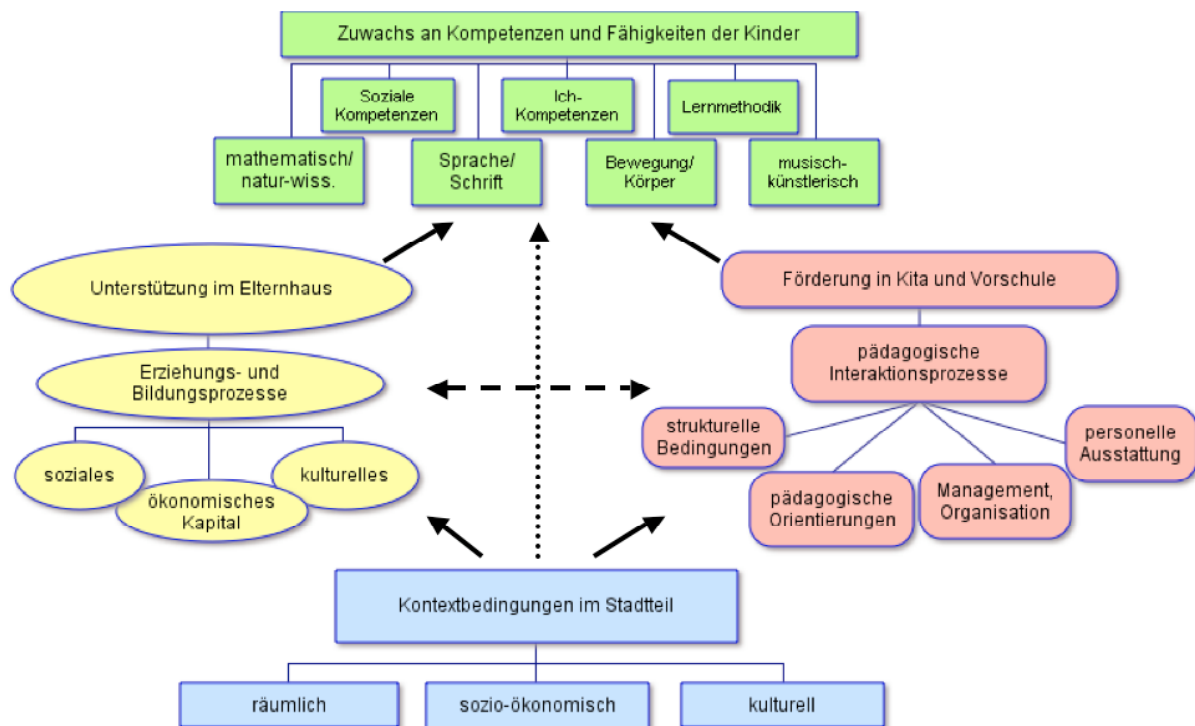 Zuwachs an Kompetenzen und Fähigkeiten der Kinder
Soziale
Kompetenzen
Ich-
Kompetenzen
Lernmethodik
mathematisch/
natur-wiss.
Sprache/
Schrift
Bewegung/
Körper
musisch-
künstlerisch
Unterstützung im Elternhaus
Erziehungs- und
Bildungsprozesse
soziales
ökonomisches
Kapital
kulturelles
Förderung in Kita und Vorschule
pädagogische
Interaktionsprozesse
strukturelle
Bedingungen
pädagogische
Orientierungen
Management,
Organisation
personelle
Ausstattung
Kontextbedingungen im Stadtteil
räumlich
sozio-ökonomisch
kulturell